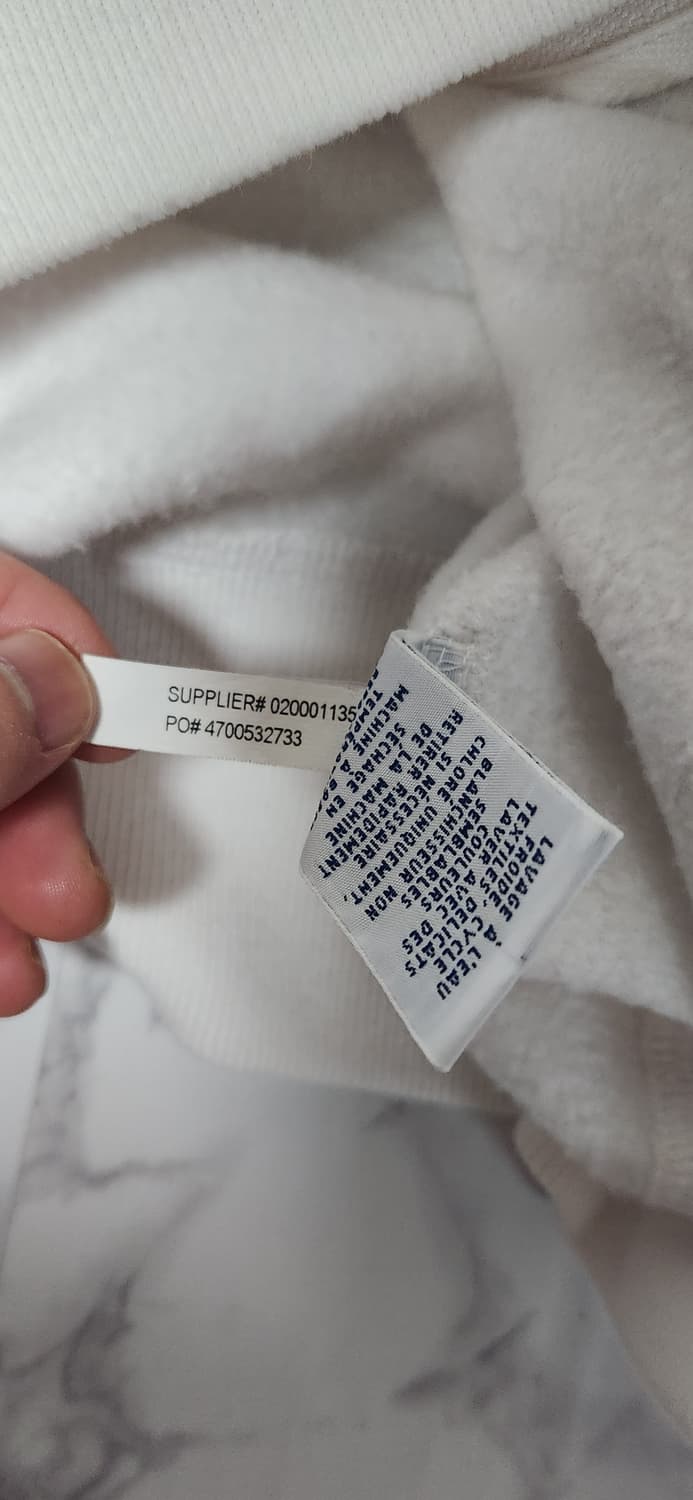 SUPPLIER# 020001135
PO# 4700532733
LAVAGE À L'EAU
FROIDE, CYCLE
TEXTILES DÉLICATS
LAVER AVEC DES
COULEURS
SEMBLABLES
BLANCHISSEUR NON
CHLORÉ UNIQUEMENT,
SI NÉCESSAIRE
RETIRER RAPIDEMENT
DE LA MACHINE
SÉCHAGE EN
MACHINE À